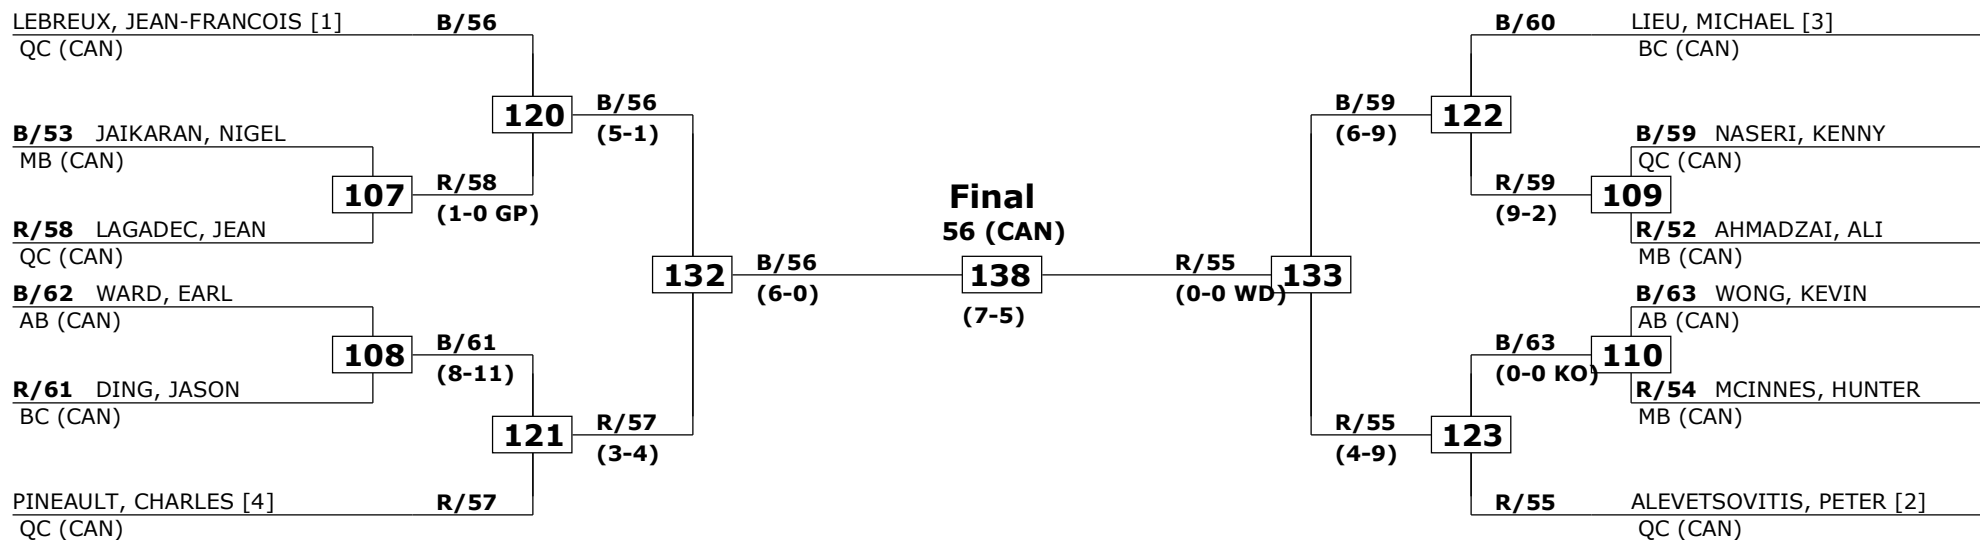 LEBREUX, JEAN-FRANCOIS [1] B/56
QC (CAN)
120
B/56
(5-1)
B/53 JAIKARAN, NIGEL
MB (CAN)
107
R/58
(1-0 GP)
R/58 LAGADEC, JEAN
QC (CAN)
B/62 WARD, EARL
AB (CAN)
108
B/61
(8-11)
R/61 DING, JASON
BC (CAN)
121
R/57
(3-4)
PINEAULT, CHARLES [4] R/57
QC (CAN)
132
B/56
(6-0)
Final
56 (CAN)
138
(7-5)
R/55
(0-0 WD)
133
B/60 LIEU, MICHAEL [3]
BC (CAN)
B/59
(6-9)
122
B/59 NASERI, KENNY
QC (CAN)
R/59
(9-2)
109
R/52 AHMADZAI, ALI
MB (CAN)
B/63 WONG, KEVIN
AB (CAN)
B/63
(0-0 KO)
110
R/54 MCINNES, HUNTER
MB (CAN)
R/55
(4-9)
123
R/55 ALEVETSOVITIS, PETER [2]
QC (CAN)